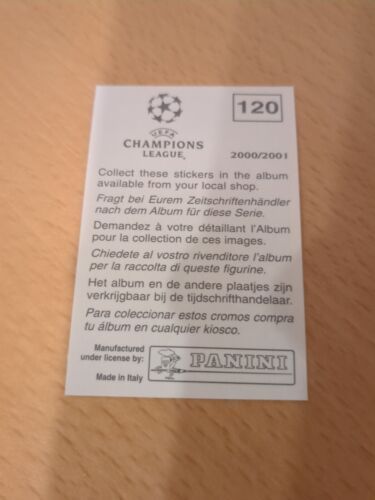 120
UEFA
CHAMPIONS
LEAGUE
2000/2001
Collect these stickers in the album
available from your local shop.
Fragt bei Eurem Zeitschriftenhändler
nach dem Album für diese Serie.
Demandez à votre détaillant l'Album
pour la collection de ces images.
Chiedete al vostro rivenditore l'album
per la raccolta di queste figurine.
Het album en de andere plaatjes zijn
verkrijgbaar bij de tijdschrifthandelaar.
Para coleccionar estos cromos compra
tu álbum en cualquier kiosco.
Manufactured
under license by:
PANINI
Made in Italy